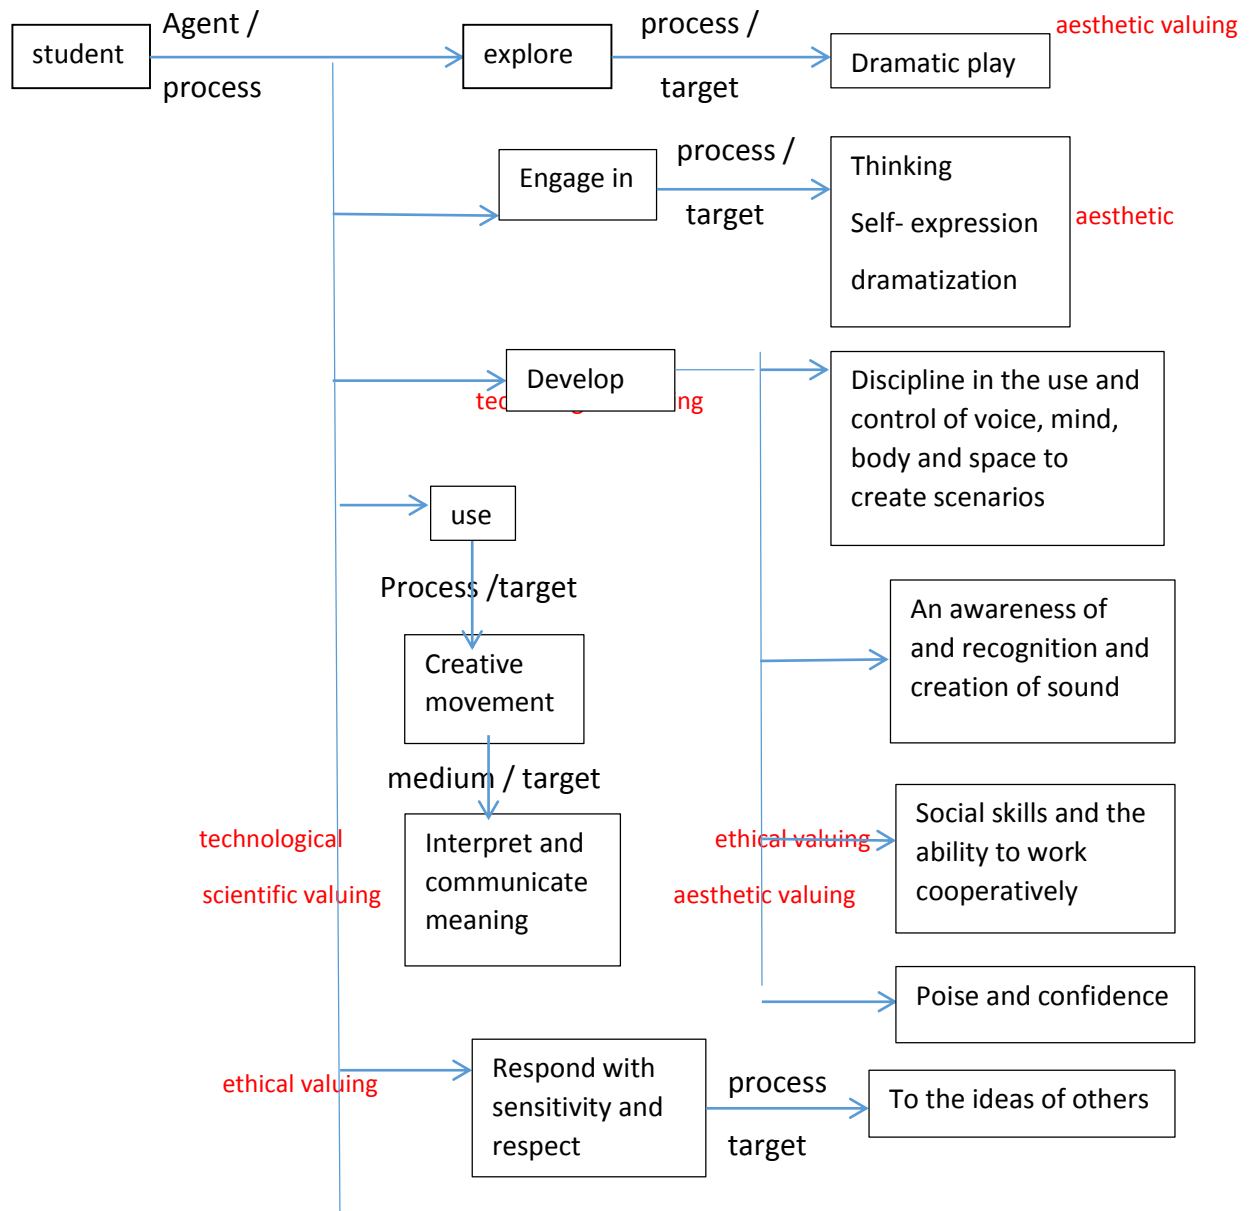 student
Agent /
process
explore
process /
target
Dramatic play
aesthetic valuing
Engage in
process /
target
Thinking
Self- expression
dramatization
aesthetic
Develop
Discipline in the use and
control of voice, mind,
body and space to
create scenarios
use
Process /target
Creative
movement
medium / target
Interpret and
communicate
meaning
technological
scientific valuing
An awareness of
and recognition and
creation of sound
ethical valuing
aesthetic valuing
Social skills and the
ability to work
cooperatively
Poise and confidence
ethical valuing
Respond with
sensitivity and
respect
process
target
To the ideas of others